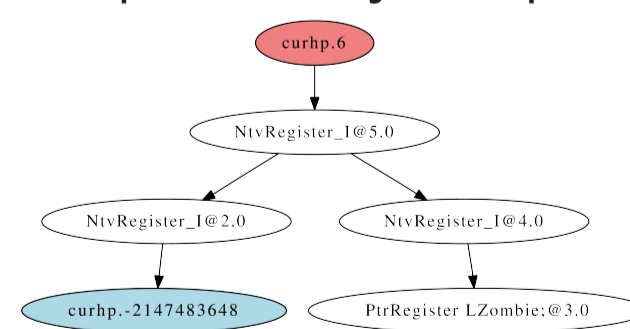 curhp.6
NtvRegister_I@5.0
NtvRegister_I@2.0 NtvRegister_I@4.0
curhp.-2147483648 PtrRegister LZombie;@3.0